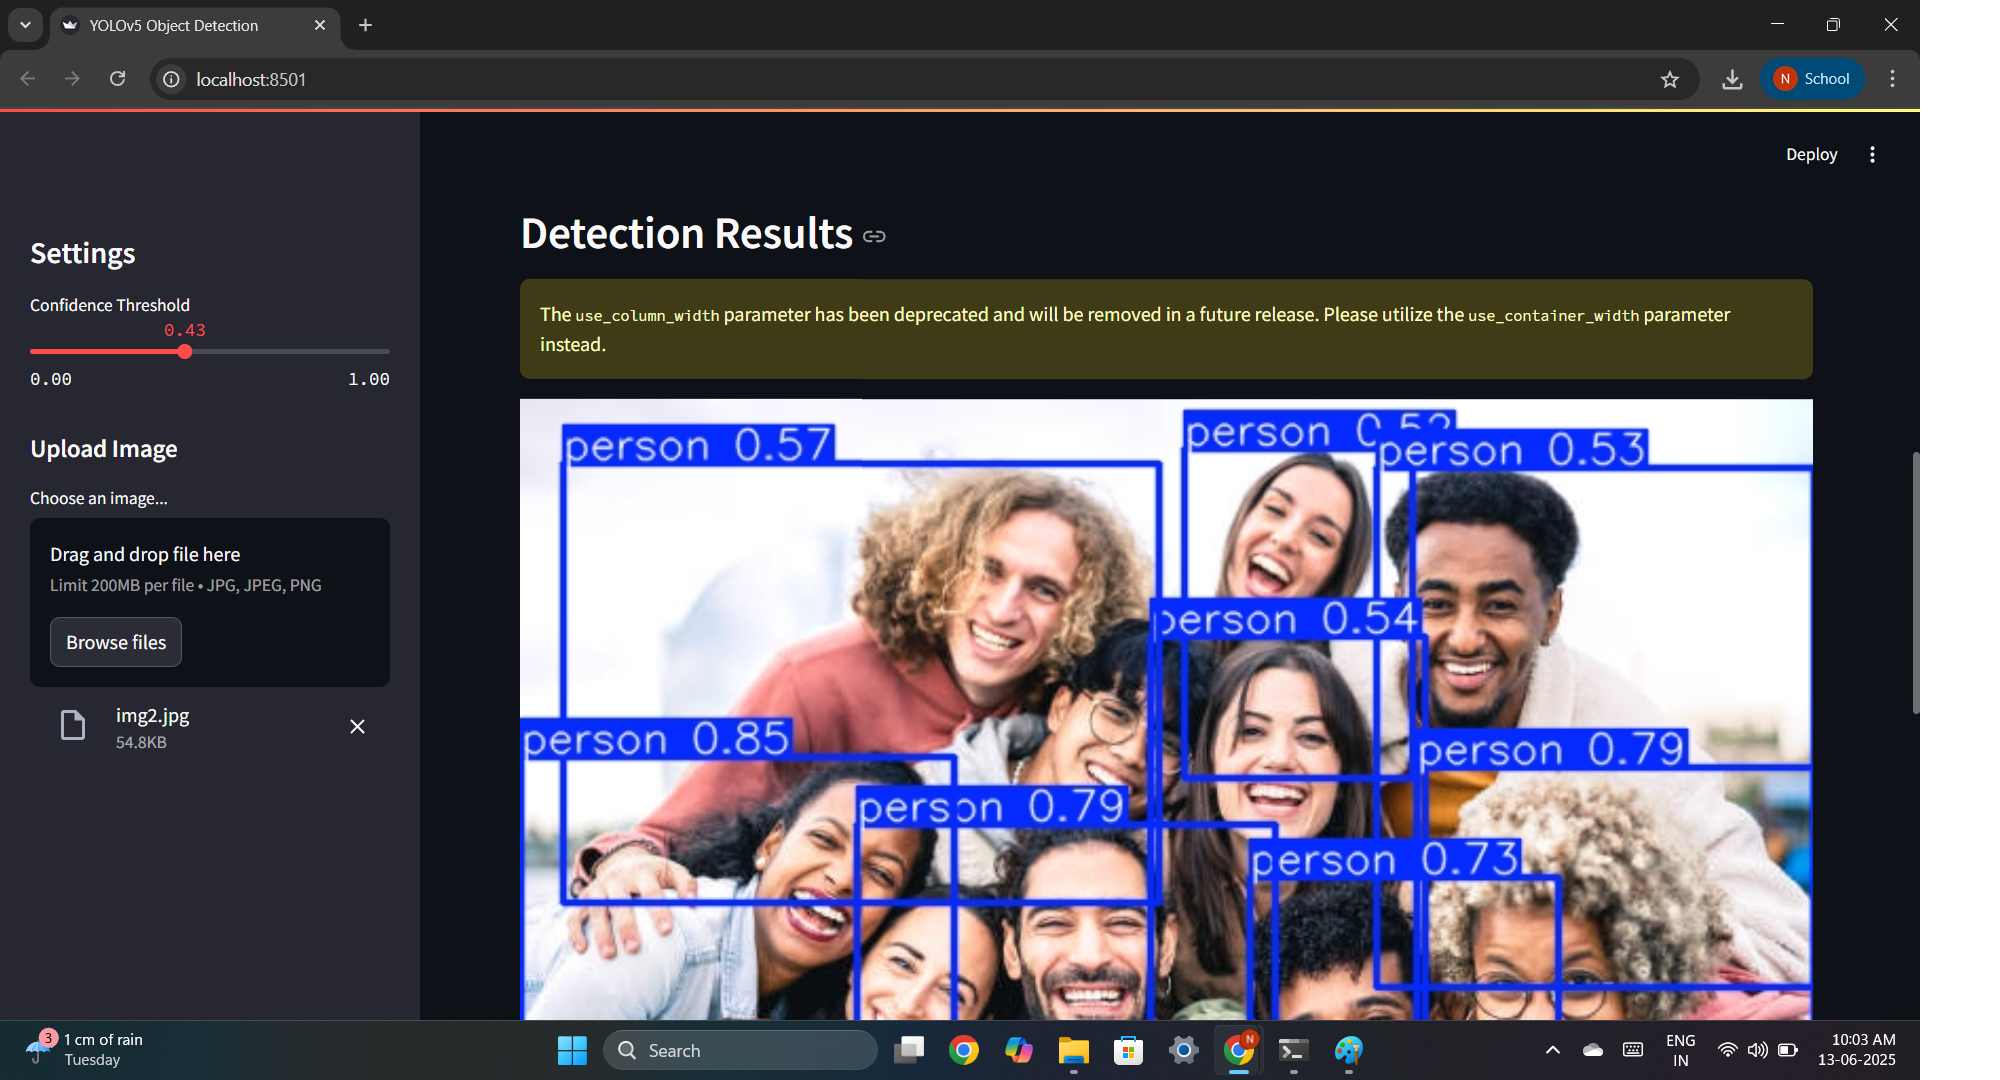 YOLOv5 Object Detection
localhost:8501
N School
Deploy
Settings
Confidence Threshold
0.43
0.00 1.00
Upload Image
Choose an image...
Drag and drop file here
Limit 200MB per file • JPG, JPEG, PNG
Browse files
img2.jpg
54.8KB
Detection Results
The use_column_width parameter has been deprecated and will be removed in a future release. Please utilize the use_container_width parameter
instead.
person 0.57
person
person 0.53
person 0.54
person 0.85
person 0.79
person 0.79
person 0.73
3
1 cm of rain
Tuesday
Search
N
ENG
IN
10:03 AM
13-06-2025